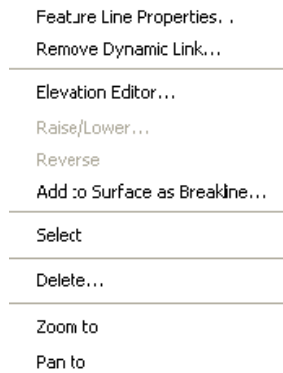 Feature Line Properties...
Remove Dynamic Link...
Elevation Editor...
Raise/Lower...
Reverse
Add to Surface as Breakline...
Select
Delete...
Zoom to
Pan to